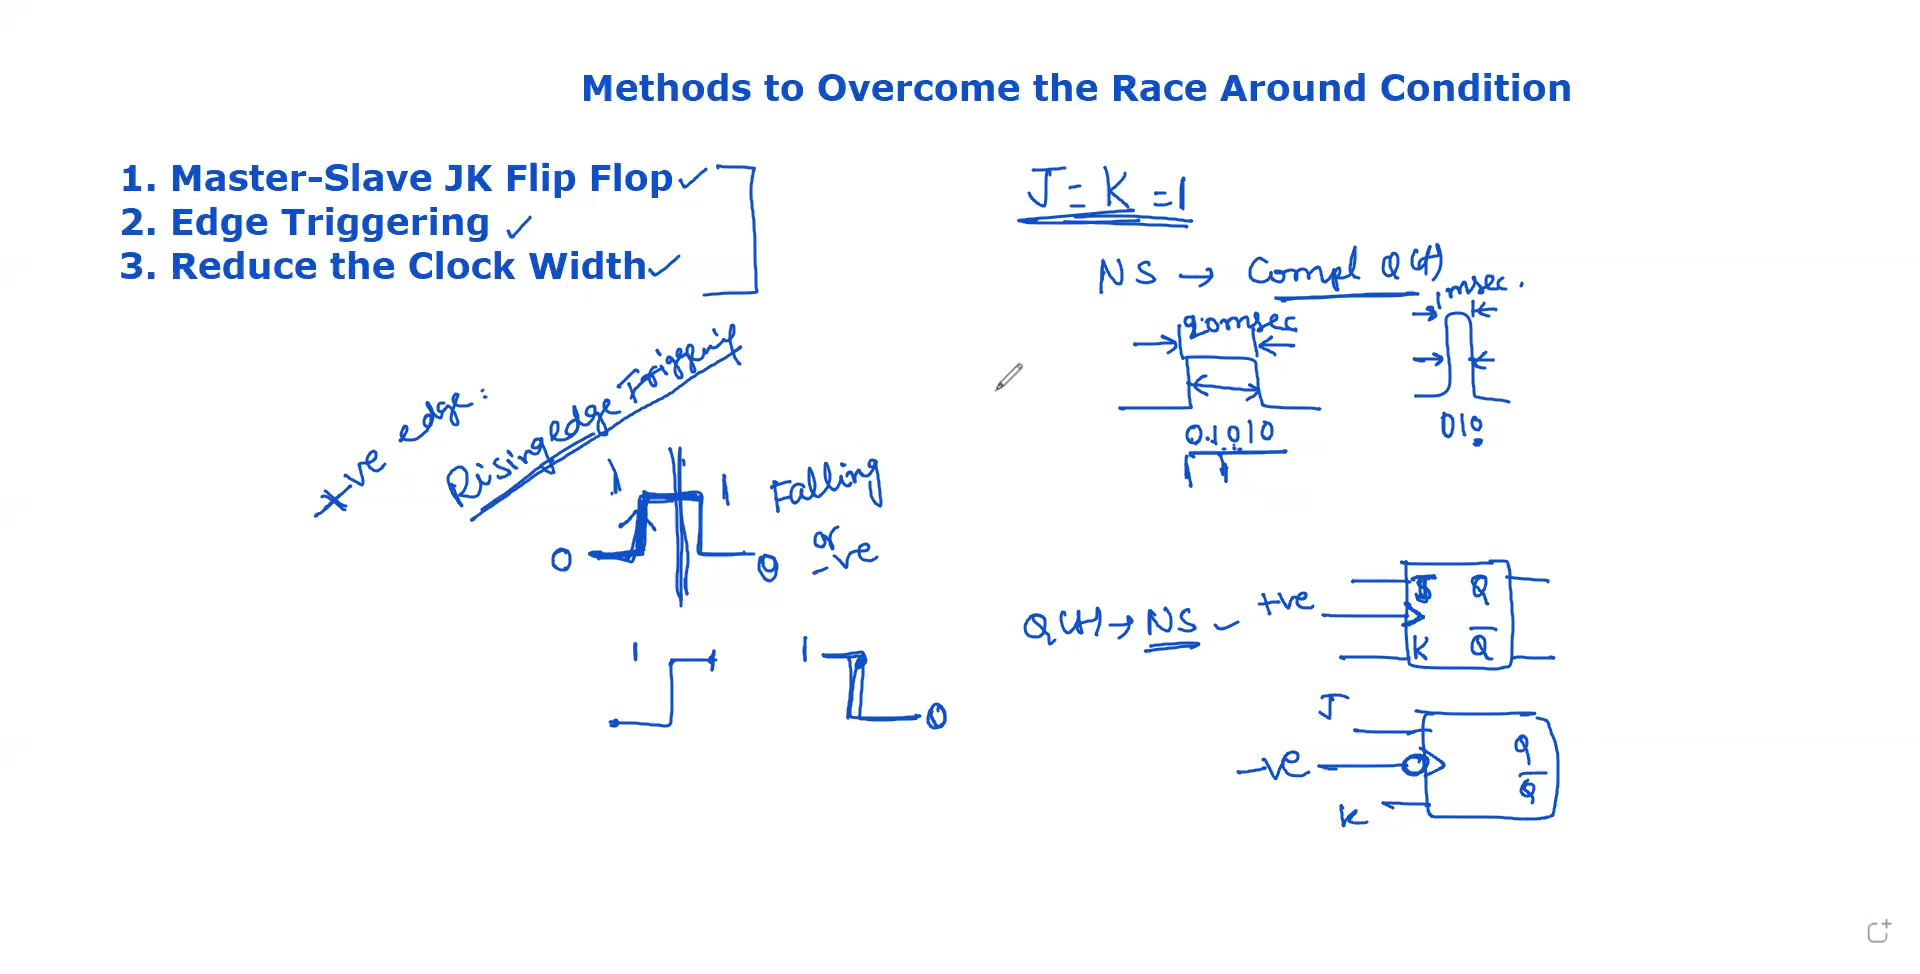 Methods to Overcome the Race Around Condition
1. Master-Slave JK Flip Flop
2. Edge Triggering
3. Reduce the Clock Width
J = K = 1
NS → Compl Q(t)
1 msec.
20msec
0.1010
010
+ve edge:
Rising edge Triggering
1 1
0 0
Falling
or
-ve
1 1
0
Q(t) → NS
+ve
J Q
K Q̅
J
-ve
K
Q
Q̅